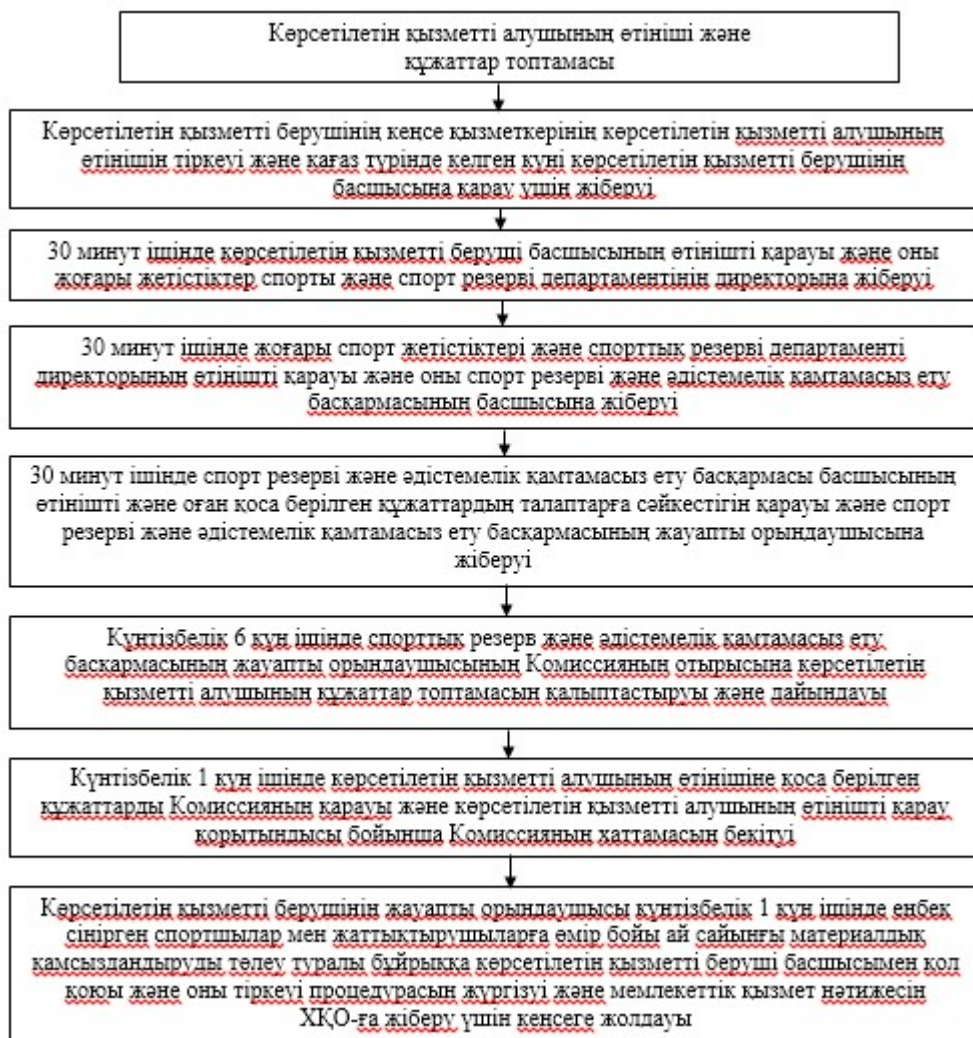 Көрсетілетін қызметті алушының өтініші және
құжаттар топтамасы
Көрсетілетін қызметті берушінің кеңсе қызметкерінің көрсетілетін қызметті алушының
өтінішін тіркеуі және қағаз түрінде келген күні көрсетілетін қызметті берушінің
басшысына қарау үшін жіберуі
30 минут ішінде көрсетілетін қызметті беруші басшысының өтінішті қарауы және оны
жоғары жетістіктер спорты және спорт резерві департаментінің директорына жіберуі
30 минут ішінде жоғары спорт жетістіктері және спорттық резерві департаменті
директорының өтінішті қарауы және оны спорт резерві және әдістемелік қамтамасыз ету
басқармасының басшысына жіберуі
30 минут ішінде спорт резерві және әдістемелік қамтамасыз ету басқармасы басшысының
өтінішті және оған қоса берілген құжаттардың талаптарға сәйкестігін қарауы және спорт
резерві және әдістемелік қамтамасыз ету басқармасының жауапты орындаушысына
жіберуі
Күнтізбелік 6 күн ішінде спорттық резерв және әдістемелік қамтамасыз ету
басқармасының жауапты орындаушысының Комиссияның отырысына көрсетілетін
қызметті алушының құжаттар топтамасын қалыптастыруы және дайындауы
Күнтізбелік 1 күн ішінде көрсетілетін қызметті алушының өтінішіне қоса берілген
құжаттарды Комиссияның қарауы және көрсетілетін қызметті алушының өтінішті қарау
қорытындысы бойынша Комиссияның хаттамасын бекітуі
Көрсетілетін қызметті берушінің жауапты орындаушысы күнтізбелік 1 күн ішінде еңбек
сіңірген спортшылар мен жаттықтырушыларға өмір бойы ай сайынғы материалдық
қамсыздандыруды төлеу туралы бұйрыққа көрсетілетін қызметті беруші басшысымен қол
қоюы және оны тіркеуі процедурасын жүргізуі және мемлекеттік қызмет нәтижесін
ХҚО-ға жіберу үшін кеңсеге жолдауы